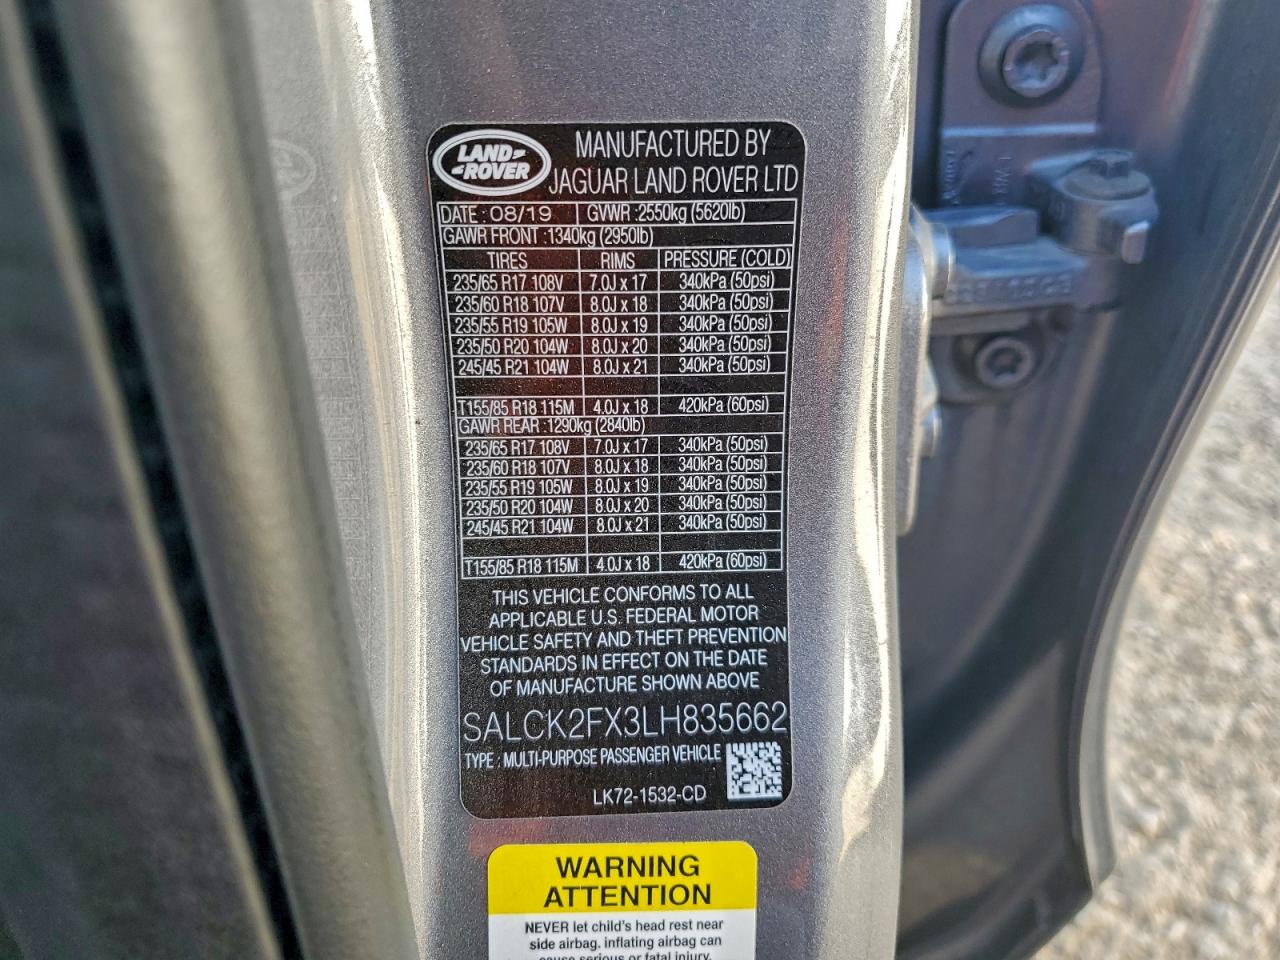 LAND-
-ROVER
MANUFACTURED BY
JAGUAR LAND ROVER LTD
DATE : 08/19 GVWR : 2550kg (5620lb)
GAWR FRONT :1340kg (2950lb)
TIRES RIMS PRESSURE (COLD)
235/65 R17 108V 7.0J x 17 340kPa (50psi)
235/60 R18 107V 8.0J x 18 340kPa (50psi)
235/55 R19 105W 8.0J x 19 340kPa (50psi)
235/50 R20 104W 8.0J x 20 340kPa (50psi)
245/45 R21 104W 8.0J x 21 340kPa (50psi)
T155/85 R18 115M 4.0J x 18 420kPa (60psi)
GAWR REAR :1290kg (2840lb)
235/65 R17 108V 7.0J x 17 340kPa (50psi)
235/60 R18 107V 8.0J x 18 340kPa (50psi)
235/55 R19 105W 8.0J x 19 340kPa (50psi)
235/50 R20 104W 8.0J x 20 340kPa (50psi)
245/45 R21 104W 8.0J x 21 340kPa (50psi)
T155/85 R18 115M 4.0J x 18 420kPa (60psi)
THIS VEHICLE CONFORMS TO ALL
APPLICABLE U.S. FEDERAL MOTOR
VEHICLE SAFETY AND THEFT PREVENTION
STANDARDS IN EFFECT ON THE DATE
OF MANUFACTURE SHOWN ABOVE
SALCK2FX3LH835662
TYPE : MULTI-PURPOSE PASSENGER VEHICLE
LK72-1532-CD
WARNING
ATTENTION
NEVER let child's head rest near
side airbag. inflating airbag can
cause serious or fatal injury.